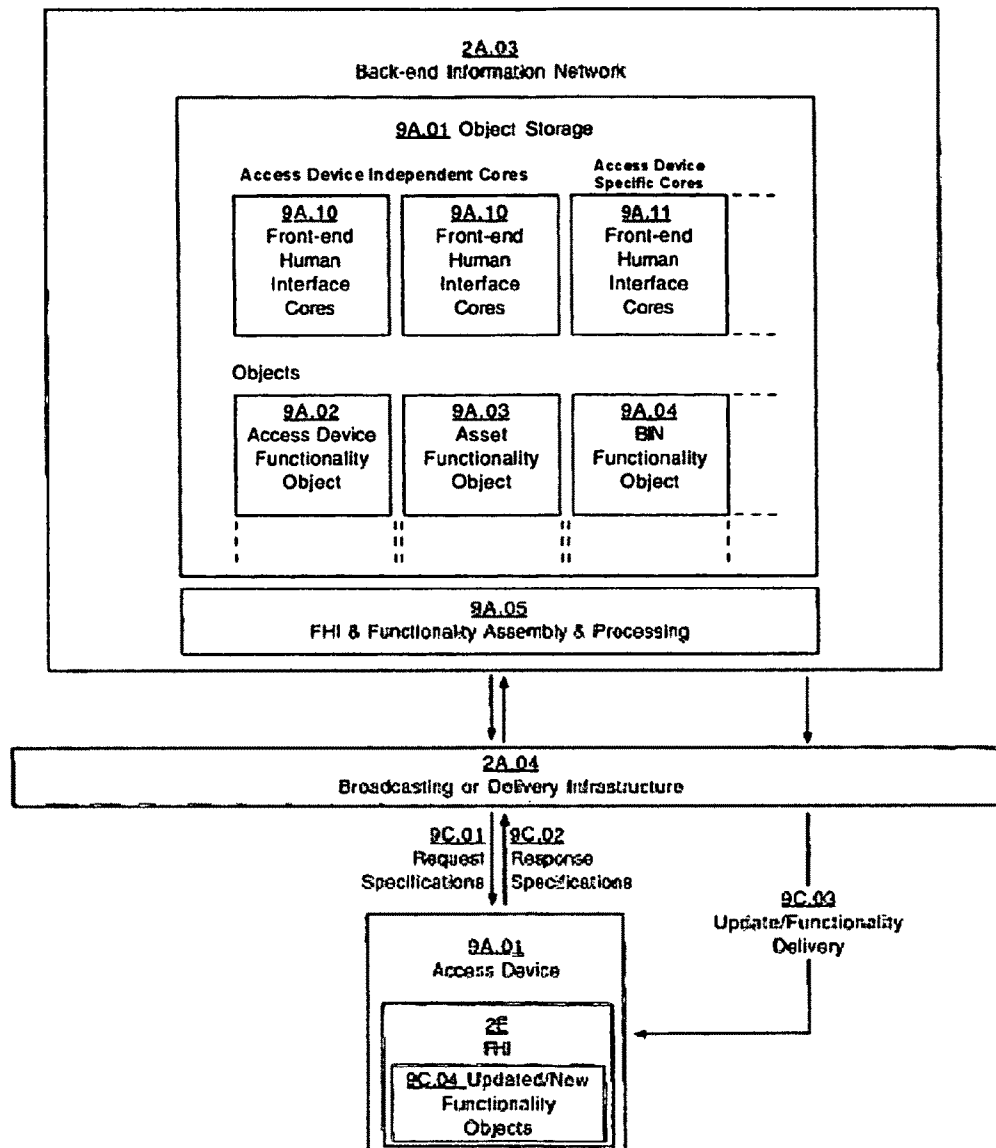 2A.03
Back-end Information Network
9A.01 Object Storage
Access Device Independent Cores
Access Device
Specific Cores
9A.10
Front-end
Human
Interface
Cores
9A.10
Front-end
Human
Interface
Cores
9A.11
Front-end
Human
Interface
Cores
Objects
9A.02
Access Device
Functionality
Object
9A.03
Asset
Functionality
Object
9A.04
BIN
Functionality
Object
9A.05
FHI & Functionality Assembly & Processing
2A.04
Broadcasting or Delivery Infrastructure
9C.01
Request
Specifications
9C.02
Response
Specifications
9C.03
Update/Functionality
Delivery
9A.01
Access Device
2E
FHI
9C.04 Updated/New
Functionality
Objects